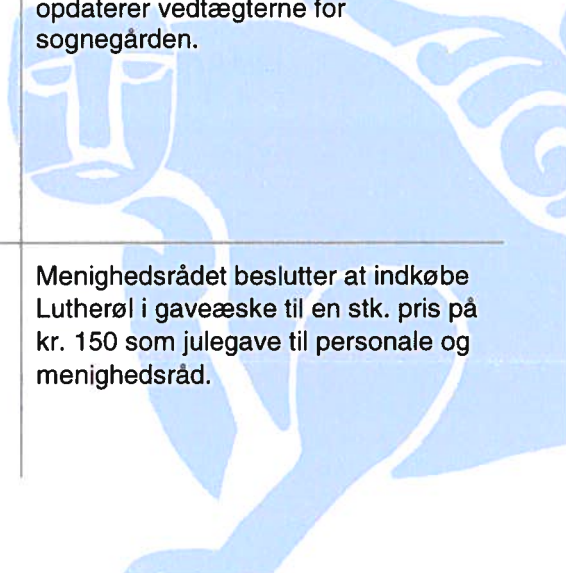 opdaterer vedtægterne for
sognegården.
Menighedsrådet beslutter at indkøbe
Lutherøl i gaveæske til en stk. pris på
kr. 150 som julegave til personale og
menighedsråd.